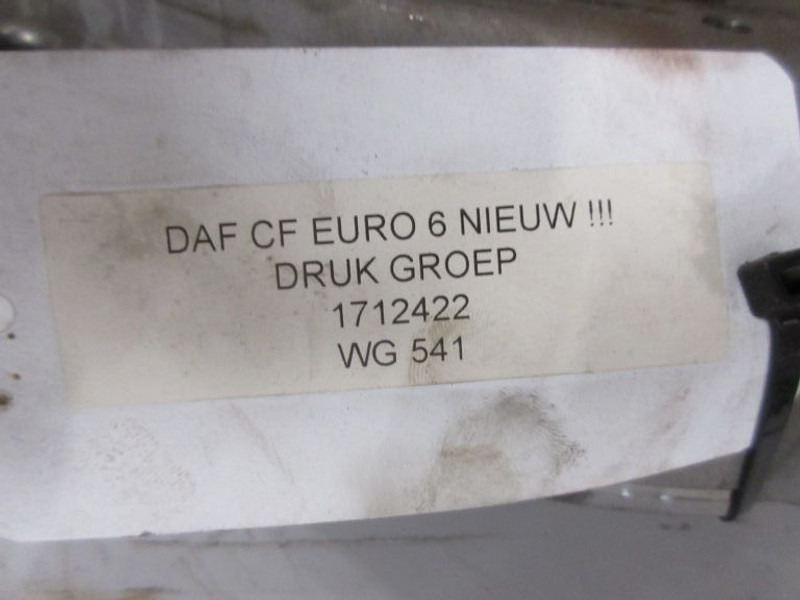 DAF CF EURO 6 NIEUW !!!
DRUK GROEP
1712422
WG 541